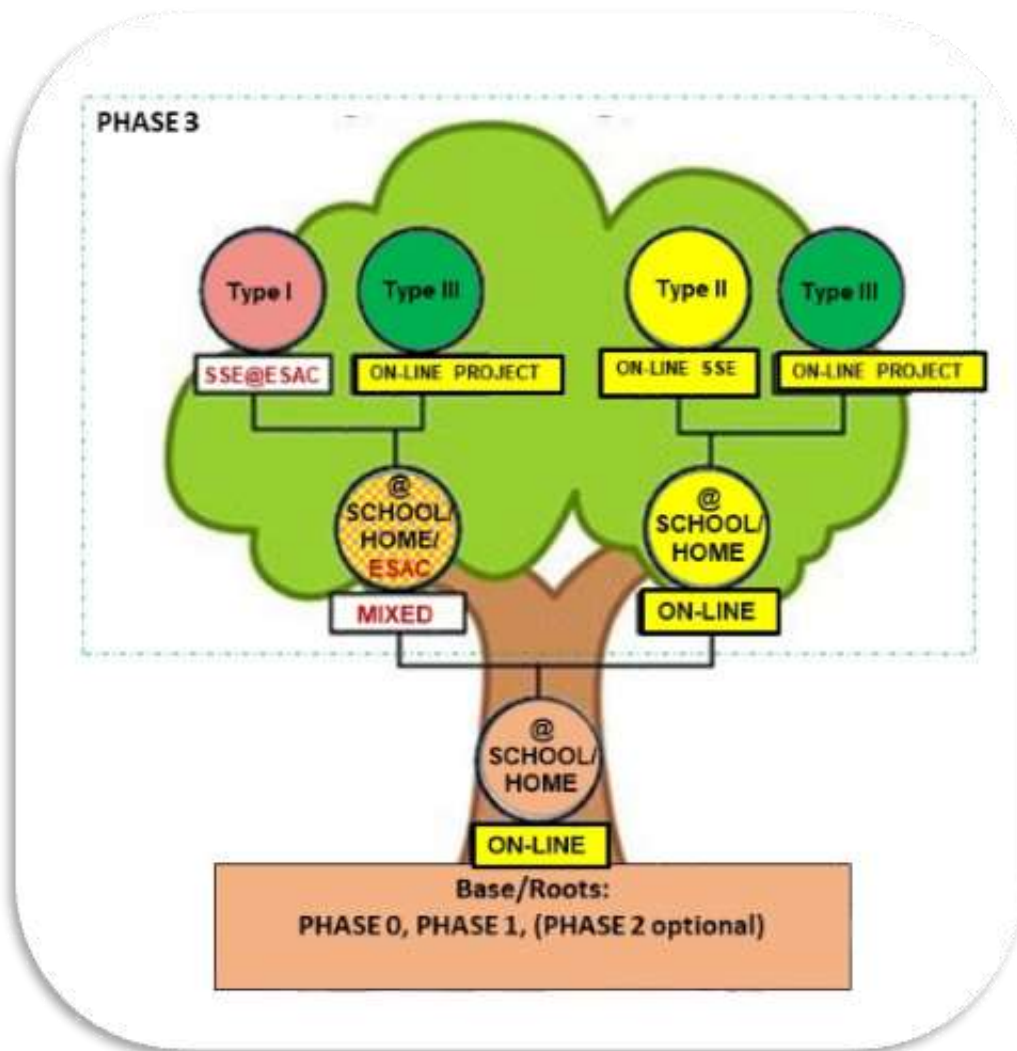 PHASE 3
Type I
Type III
Type II
Type III
SSE@ESAC
ON-LINE PROJECT
ON-LINE SSE
ON-LINE PROJECT
@
SCHOOL/
HOME/
ESAC
MIXED
@
SCHOOL/
HOME
ON-LINE
@
SCHOOL/
HOME
ON-LINE
Base/Roots:
PHASE 0, PHASE 1, (PHASE 2 optional)